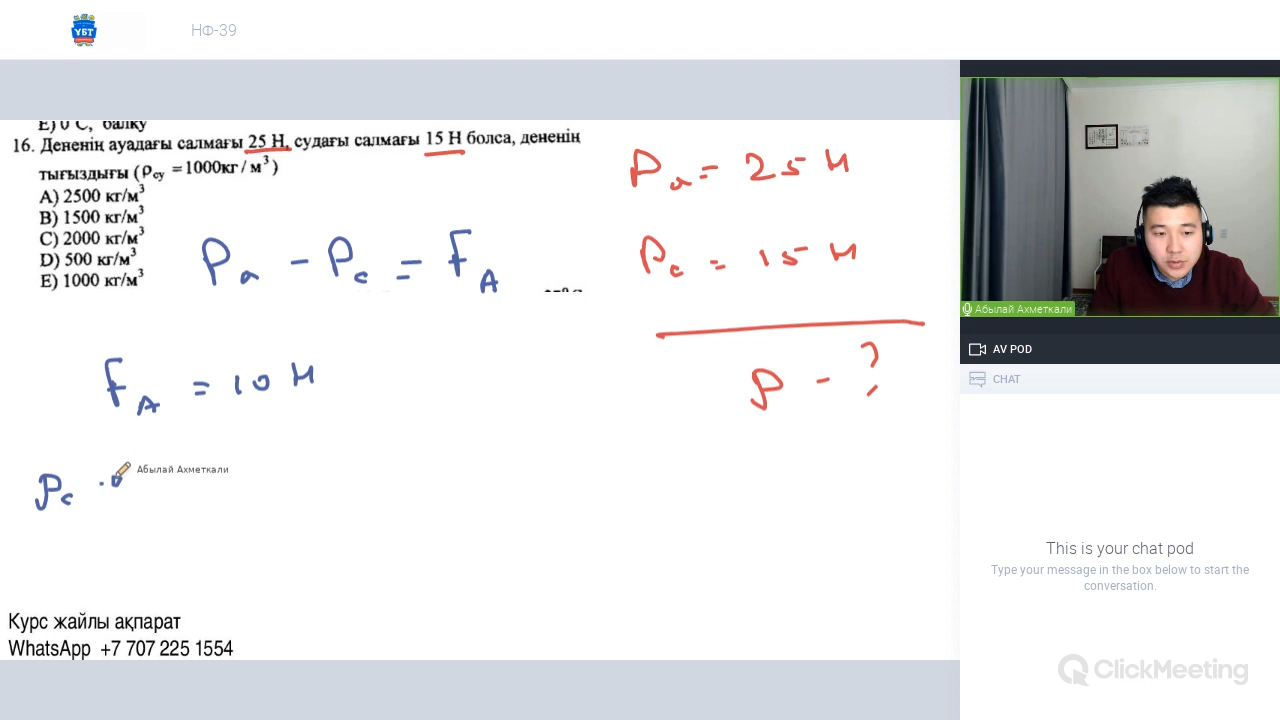 ҰБТ
НФ-39
E) 0°C, балқу
16. Дененің ауадағы салмағы 25 Н, судағы салмағы 15 Н болса, дененің
тығыздығы (ρсу =1000кг / м³)
A) 2500 кг/м³
B) 1500 кг/м³
C) 2000 кг/м³
D) 500 кг/м³
E) 1000 кг/м³
Pa - Pc = FA
FA = 10 Н
ρc ·
Абылай Ахметкали
Pa = 25 Н
Pc = 15 Н
ρ - ?
Курс жайлы ақпарат
WhatsApp +7 707 225 1554
Абылай Ахметкали
AV POD
CHAT
This is your chat pod
Type your message in the box below to start the
conversation.
ClickMeeting